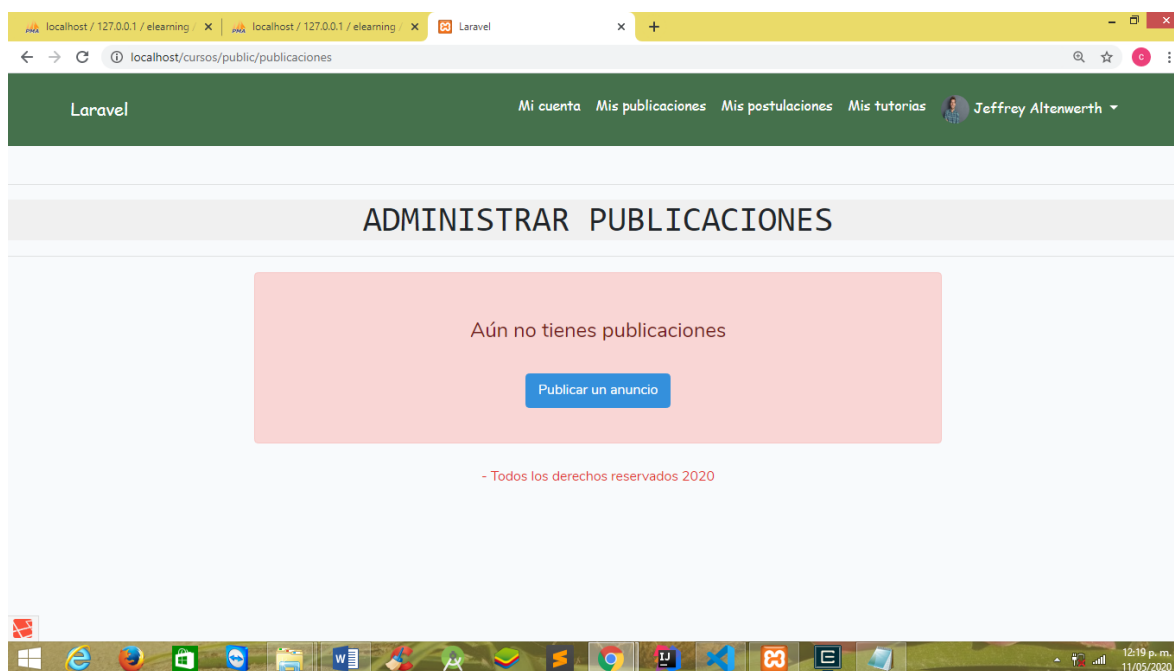 localhost / 127.0.0.1 / elearning /
localhost / 127.0.0.1 / elearning /
Laravel
localhost/cursos/public/publicaciones
C
Laravel
Mi cuenta Mis publicaciones Mis postulaciones Mis tutorias Jeffrey Altenwerth
ADMINISTRAR PUBLICACIONES
Aún no tienes publicaciones
Publicar un anuncio
- Todos los derechos reservados 2020
12:19 p. m.
11/05/2020